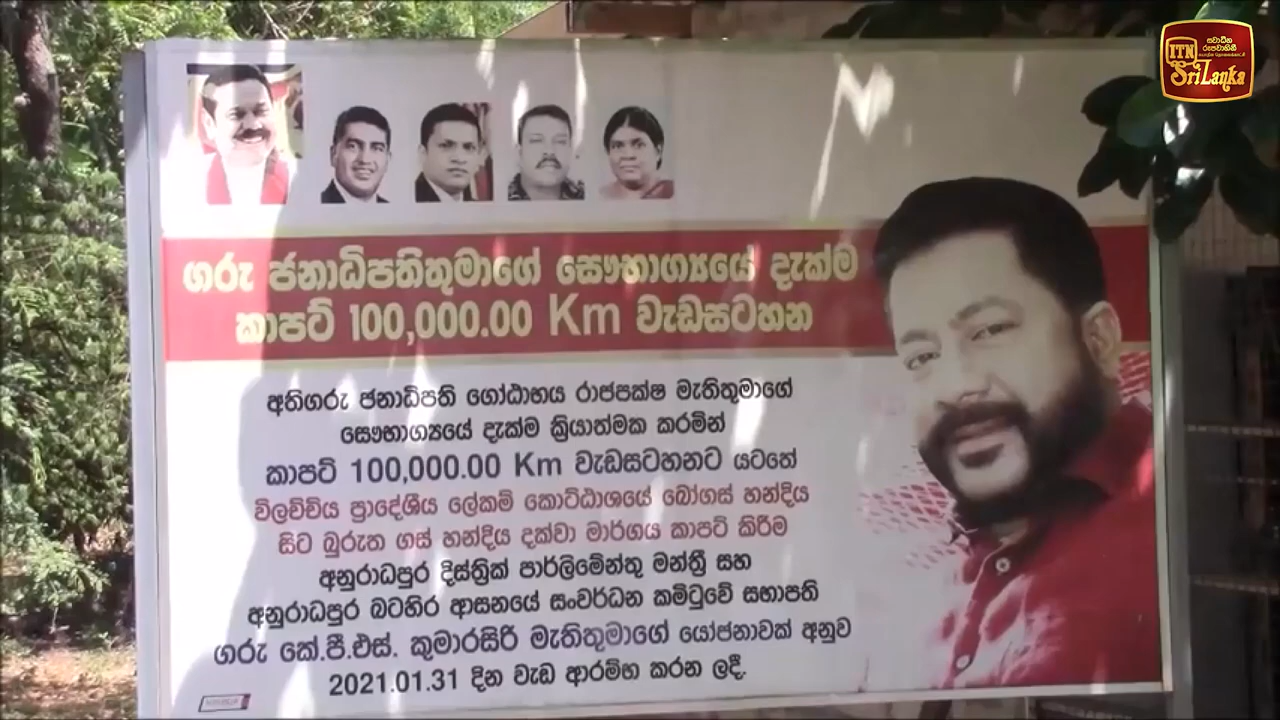 ස්වාධීන
රූපවාහිනී
ITN
Sri Lanka
ගරු ජනාධිපතිතුමාගේ සෞභාග්‍යයේ දැක්ම
කාපට් 100,000.00 Km වැඩසටහන
අතිගරු ජනාධිපති ගෝඨාභය රාජපක්ෂ මැතිතුමාගේ
සෞභාග්‍යයේ දැක්ම ක්‍රියාත්මක කරමින්
කාපට් 100,000.00 Km වැඩසටහනට යටතේ
විලච්චිය ප්‍රාදේශීය ලේකම් කොට්ඨාශයේ බෝගස් හන්දිය
සිට බුරුත ගස් හන්දිය දක්වා මාර්ගය කාපට් කිරීම
අනුරාධපුර දිස්ත්‍රික් පාර්ලිමේන්තු මන්ත්‍රී සහ
අනුරාධපුර බටහිර ආසනයේ සංවර්ධන කමිටුවේ සභාපති
ගරු කේ.පී.එස්. කුමාරසිරි මැතිතුමාගේ යෝජනාවක් අනුව
2021.01.31 දින වැඩ ආරම්භ කරන ලදී.